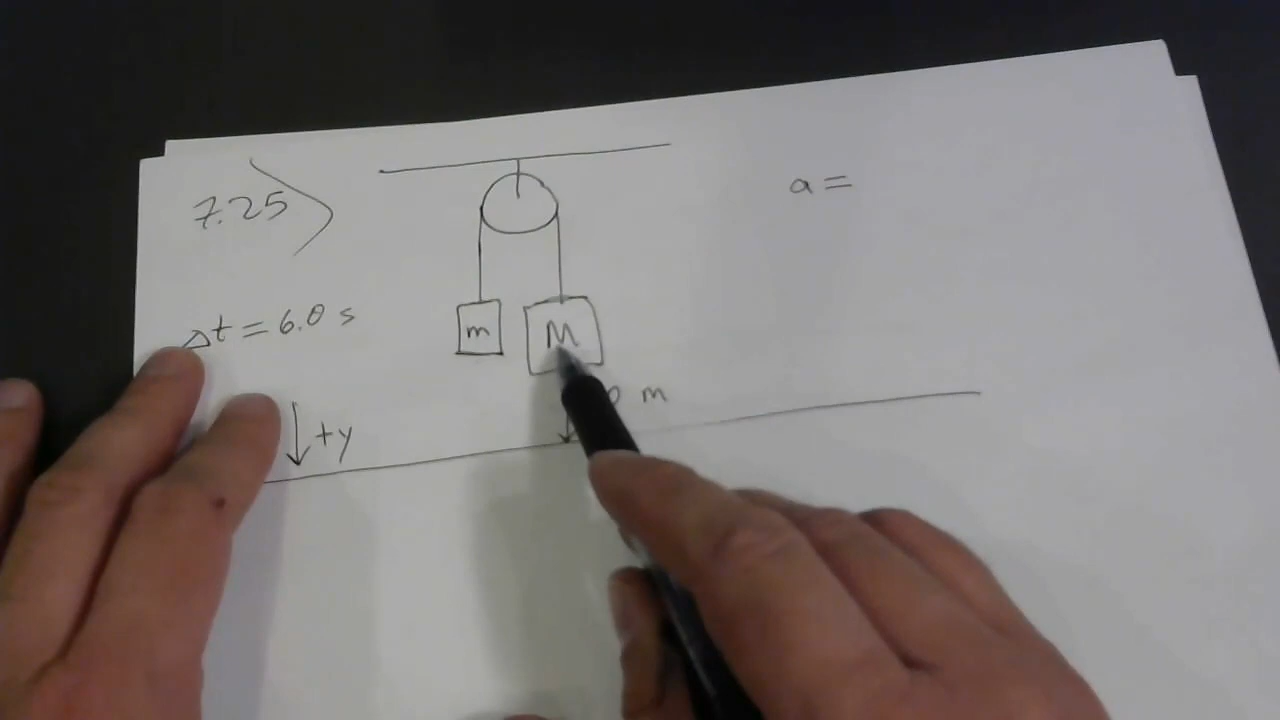 7.25
a =
Δt = 6.0 s
m
M
m
+y